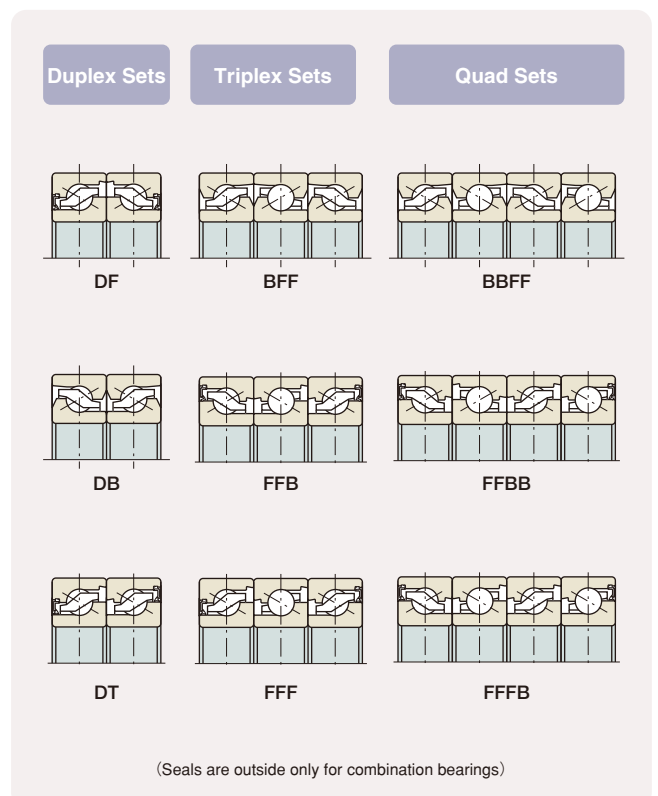 Duplex Sets
Triplex Sets
Quad Sets
DF
BFF
BBFF
DB
FFB
FFBB
DT
FFF
FFFB
(Seals are outside only for combination bearings)